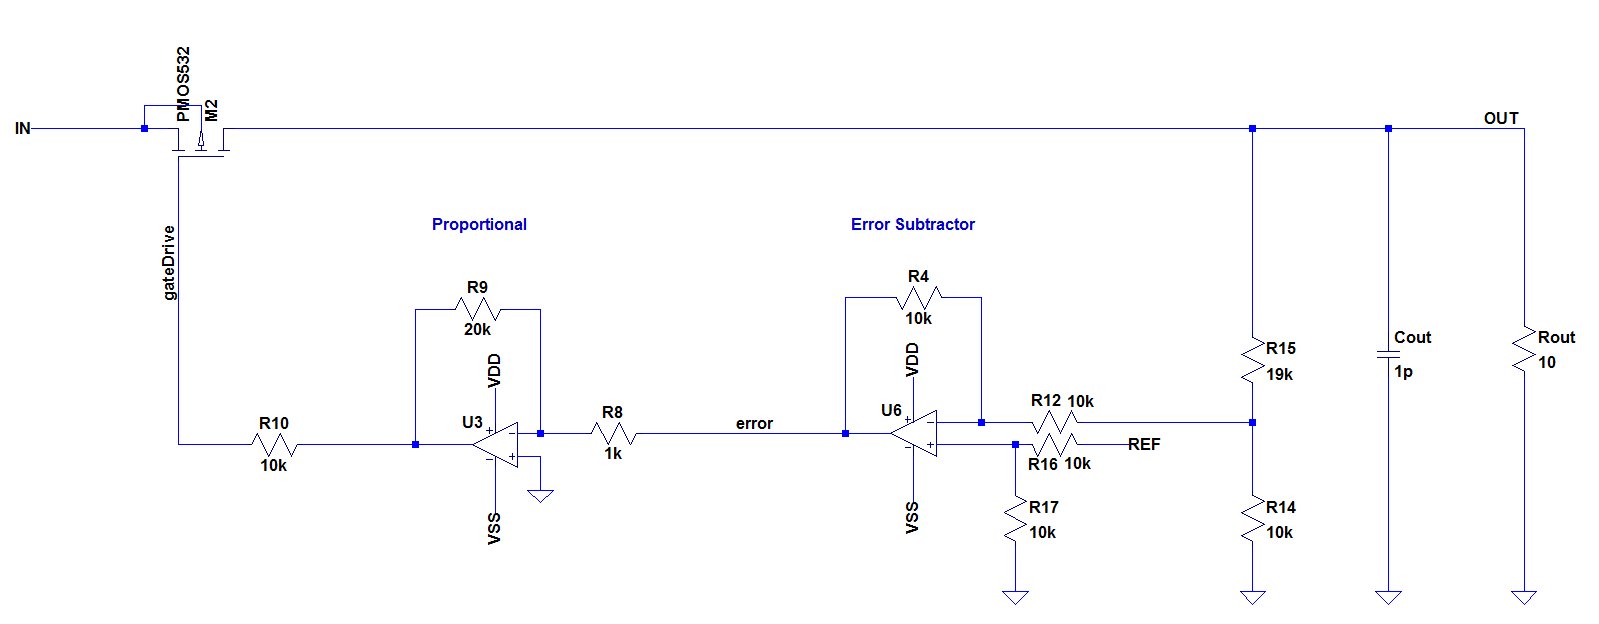 PMOS532
M2
IN
OUT
Proportional
Error Subtractor
gateDrive
R9
20k
R4
10k
VDD
VDD
Cout
1p
Rout
10
R15
19k
R12 10k
R10
10k
U3
R8
1k
error
U6
REF
R16 10k
VSS
VSS
R17
10k
R14
10k